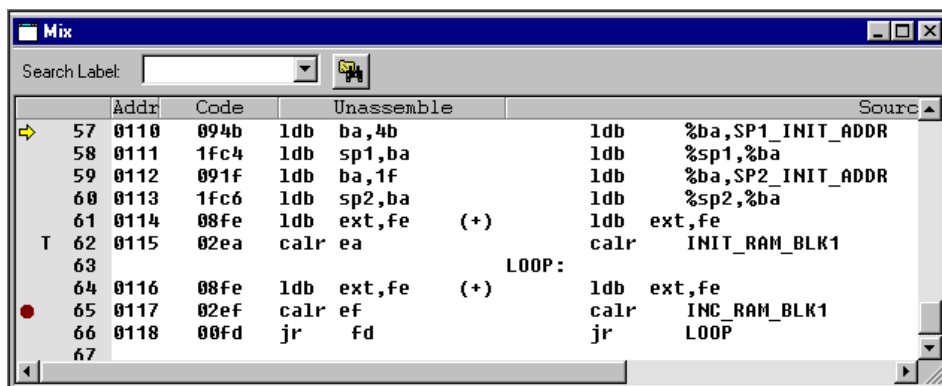 Mix
Search Label:
Addr Code Unassemble Sourc
57 0110 094b ldb ba,4b ldb %ba,SP1_INIT_ADDR
58 0111 1fc4 ldb sp1,ba ldb %sp1,%ba
59 0112 091f ldb ba,1f ldb %ba,SP2_INIT_ADDR
60 0113 1fc6 ldb sp2,ba ldb %sp2,%ba
61 0114 08fe ldb ext,fe (+) ldb ext,fe
T 62 0115 02ea calr ea calr INIT_RAM_BLK1
63 LOOP:
64 0116 08fe ldb ext,fe (+) ldb ext,fe
65 0117 02ef calr ef calr INC_RAM_BLK1
66 0118 00fd jr fd jr LOOP
67